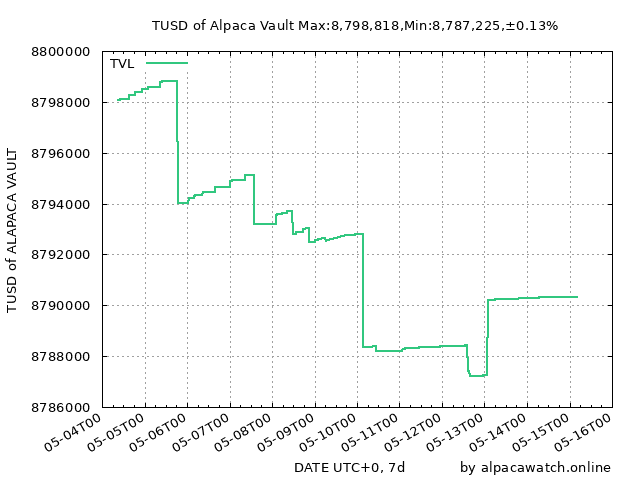 TUSD of Alpaca Vault Max:8,798,818,Min:8,787,225,±0.13%
TVL
TUSD of ALAPACA VAULT
8800000
8798000
8796000
8794000
8792000
8790000
8788000
8786000
05-04T00
05-05T00
05-06T00
05-07T00
05-08T00
05-09T00
05-10T00
05-11T00
05-12T00
05-13T00
05-14T00
05-15T00
05-16T00
DATE UTC+0, 7d
by alpacawatch.online